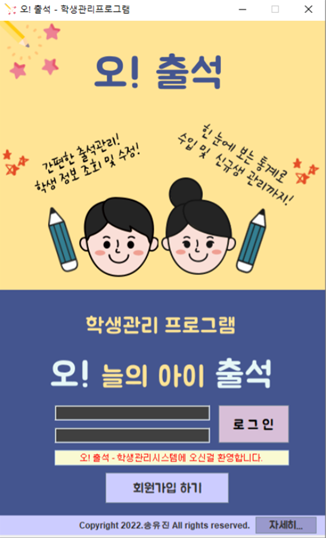 오! 출석 - 학생관리프로그램
오! 출석
간편한 출석관리!
학생 정보 조회 및 수정!
한 눈에 보는 통계로
수입 및 신규생 관리까지!
학생관리 프로그램
오! 늘의 아이 출석
로그인
오! 출석 - 학생관리시스템에 오신걸 환영합니다.
회원가입 하기
Copyright 2022.송유진 All rights reserved.
자세히...